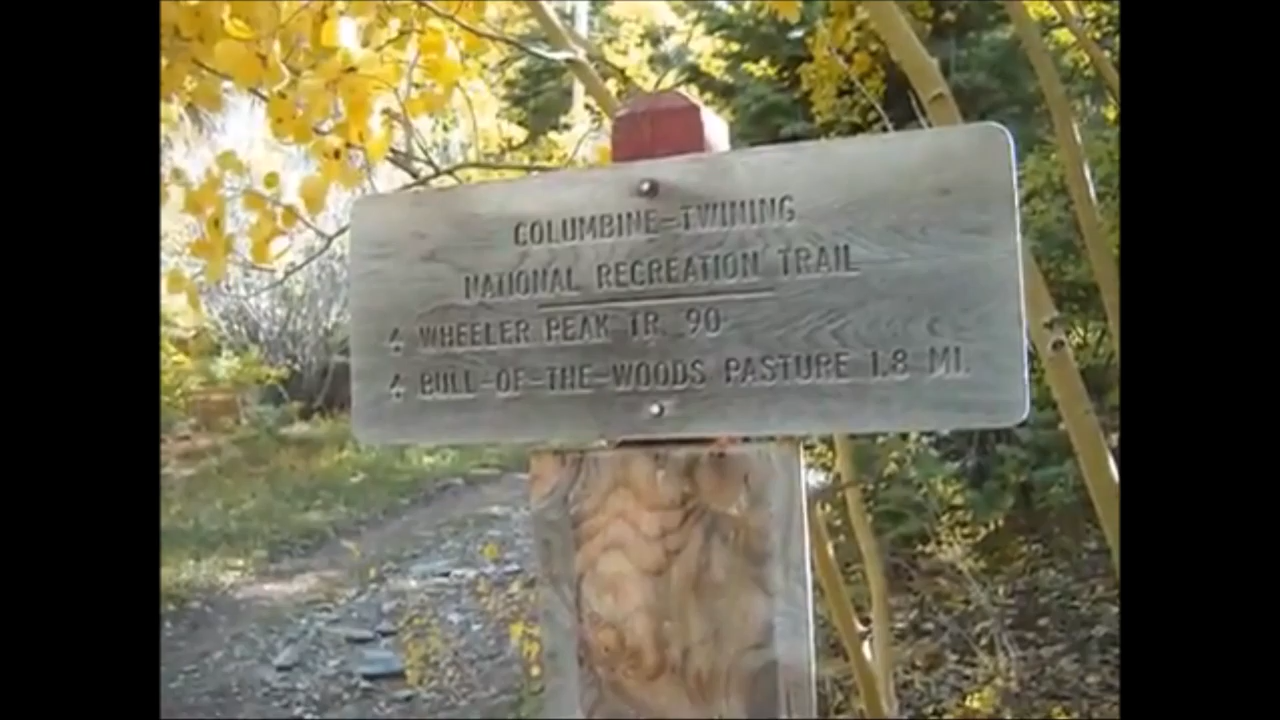 COLUMBINE-TWINING
NATIONAL RECREATION TRAIL
WHEELER PEAK TR. 90
BULL-OF-THE-WOODS PASTURE 1.8 MI.